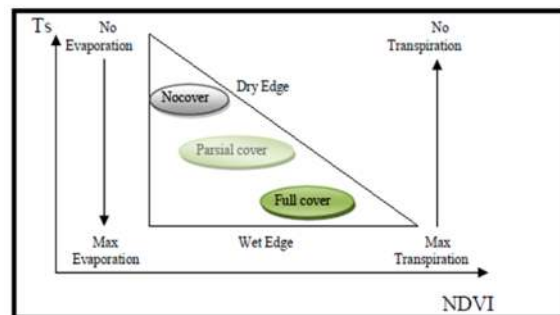 Ts
No
Evaporation
No
Transpiration
Dry Edge
Nocover
Parsial cover
Full cover
Wet Edge
Max
Evaporation
Max
Transpiration
NDVI